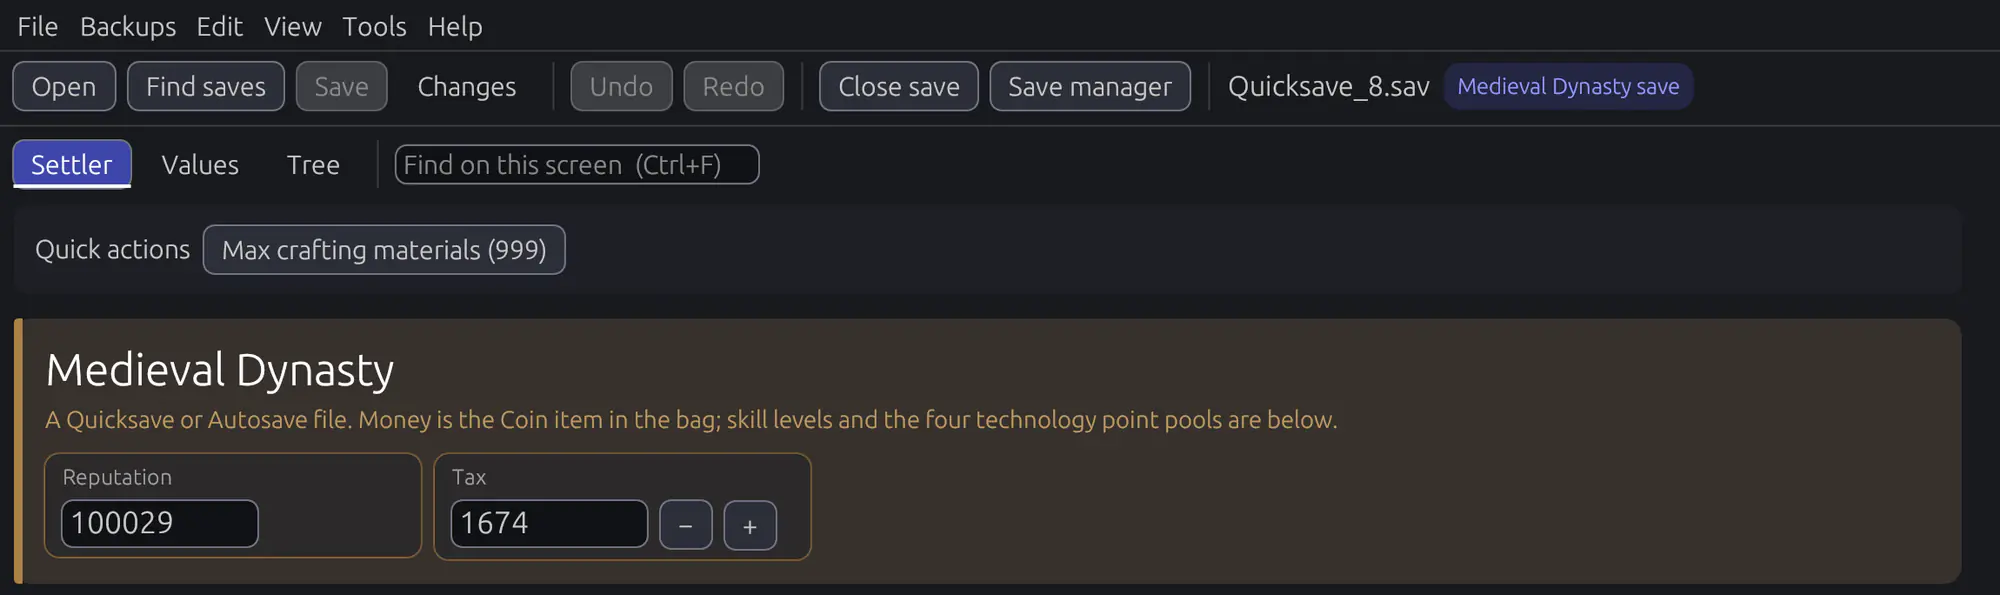 File Backups Edit View Tools Help
Open Find saves Save Changes Undo Redo Close save Save manager Quicksave_8.sav Medieval Dynasty save
Settler Values Tree Find on this screen (Ctrl+F)
Quick actions Max crafting materials (999)
Medieval Dynasty
A Quicksave or Autosave file. Money is the Coin item in the bag; skill levels and the four technology point pools are below.
Reputation Tax
100029 1674 − +